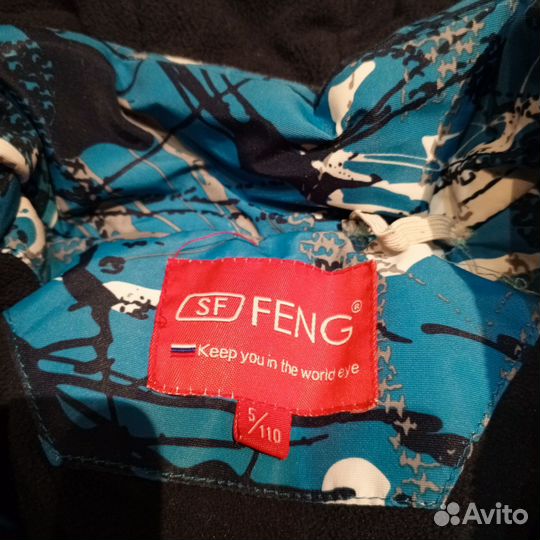 SF FENG®
Keep you in the world eye
5/110
Avito